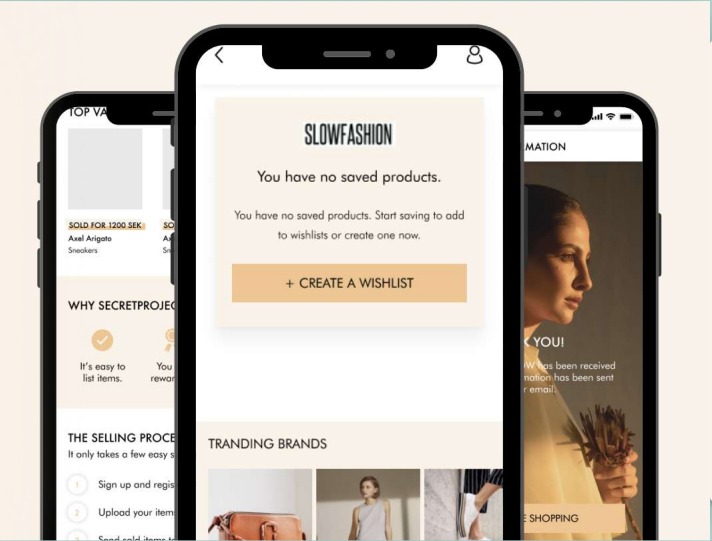 TOP VA
SOLD FOR 1200 SEK
SO
Axel Arigato
Sneakers
WHY SECRETPROJEC
It's easy to
list items.
You
rewar
THE SELLING PROCE
It only takes a few easy s
1
Sign up and regis
2
Upload your item
Send sold items to
SLOWFASHION
You have no saved products.
You have no saved products. Start saving to add
to wishlists or create one now.
+ CREATE A WISHLIST
TRANDING BRANDS
MATION
YOU!
has been received
mation has been sent
email.
SHOPPING